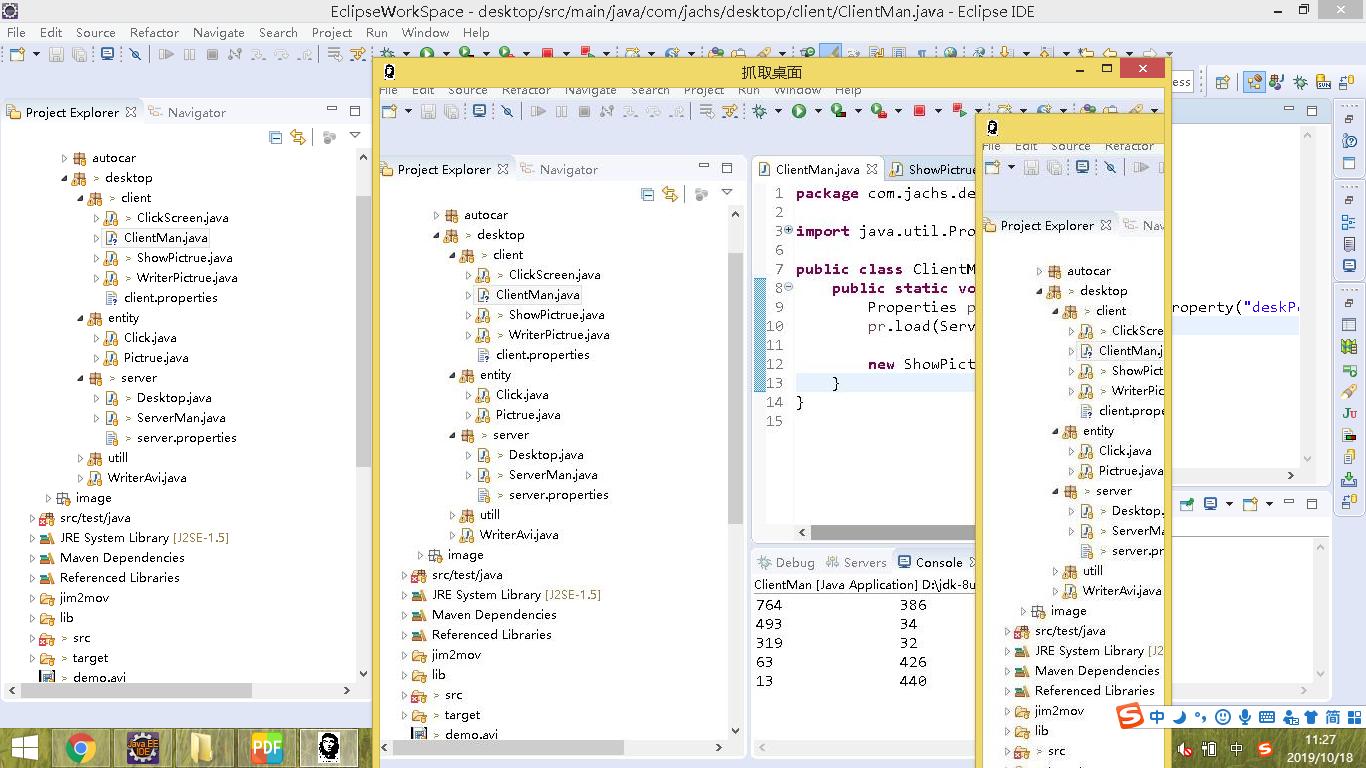 EclipseWorkSpace - desktop/src/main/java/com/jachs/desktop/client/ClientMan.java - Eclipse IDE
File Edit Source Refactor Navigate Search Project Run Window Help
Project Explorer
Navigator
autocar
> desktop
> client
> ClickScreen.java
ClientMan.java
> ShowPictrue.java
> WriterPictrue.java
client.properties
entity
Click.java
Pictrue.java
> server
> Desktop.java
> ServerMan.java
> server.properties
utill
WriterAvi.java
image
src/test/java
JRE System Library [J2SE-1.5]
Maven Dependencies
Referenced Libraries
jim2mov
lib
> src
> target
> demo.avi
抓取桌面
File Edit Source Refactor Navigate Search Project Run Window Help
Project Explorer
Navigator
autocar
> desktop
> client
> ClickScreen.java
ClientMan.java
> ShowPictrue.java
> WriterPictrue.java
client.properties
entity
Click.java
Pictrue.java
> server
> Desktop.java
> ServerMan.java
> server.properties
utill
WriterAvi.java
image
src/test/java
JRE System Library [J2SE-1.5]
Maven Dependencies
Referenced Libraries
jim2mov
lib
> src
> target
> demo.avi
ClientMan.java
ShowPictrue
1 package com.jachs.de
2
3 import java.util.Pro
6
7 public class ClientM
8 public static vo
9 Properties p
10 pr.load(Serv
11
12 new ShowPict
13 }
14 }
15
Debug Servers Console
ClientMan [Java Application] D:\jdk-8u
764 386
493 34
319 32
63 426
13 440
File Edit Source Refactor
Project Explorer
Nav
autocar
> desktop
> client
> ClickScre
ClientMan.j
> ShowPict
> WriterPic
client.prope
entity
Click.java
Pictrue.java
> server
> Desktop.
> ServerMa
> server.pr
utill
WriterAvi.java
image
src/test/java
JRE System Library [J2
Maven Dependencies
Referenced Libraries
jim2mov
lib
> src
ess
roperty("deskP
中 简
Java EE
IDE
PDF
中
11:27
2019/10/18